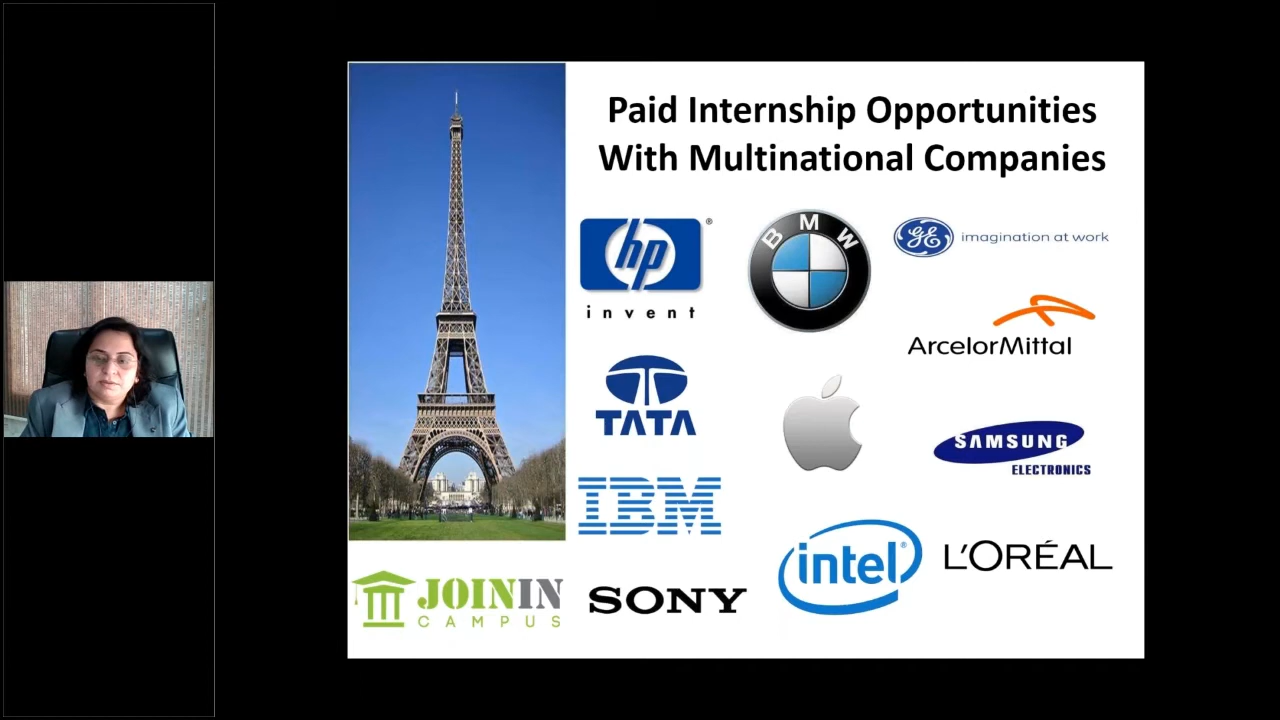 Paid Internship Opportunities
With Multinational Companies
hp
®
invent
BMW
GE
imagination at work
ArcelorMittal
TATA
SAMSUNG
ELECTRONICS
IBM
intel®
L'ORÉAL
JOININ
CAMPUS
SONY